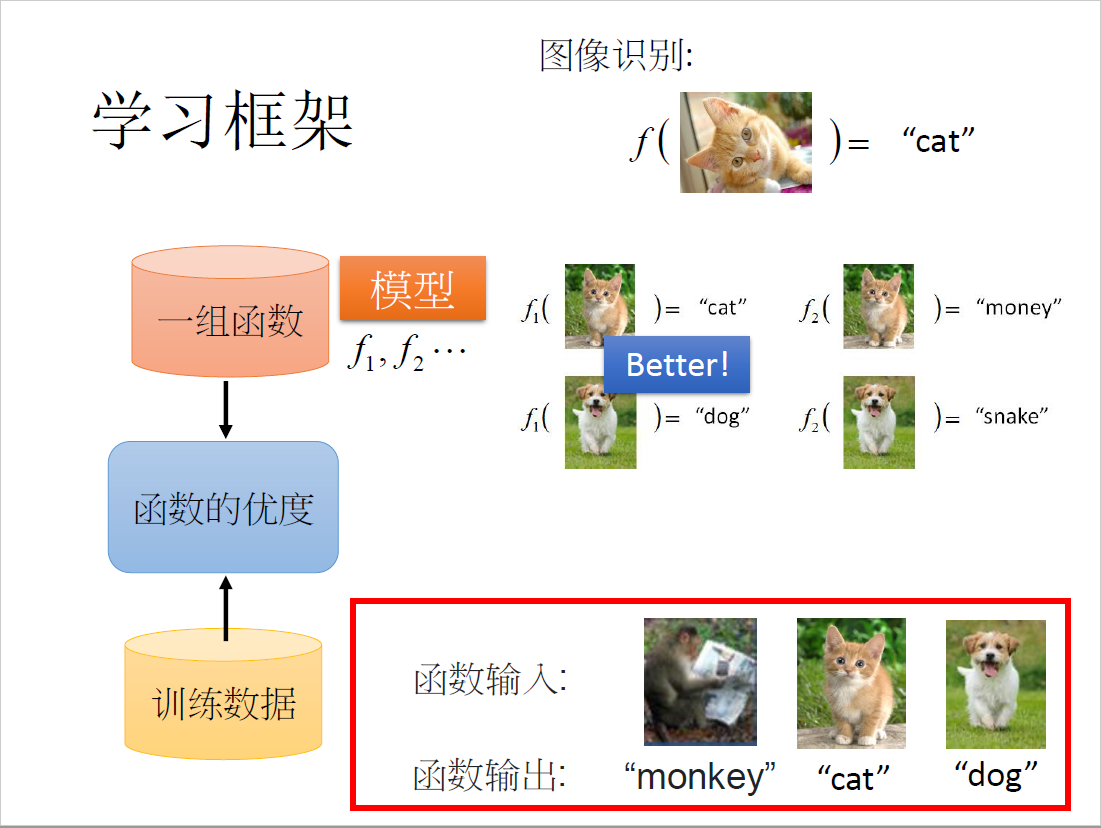 图像识别:
学习框架
f( )= “cat”
一组函数
模型
f1, f2 …
f1( )= “cat”
f2( )= “money”
Better!
f1( )= “dog”
f2( )= “snake”
函数的优度
训练数据
函数输入:
函数输出: “monkey” “cat” “dog”